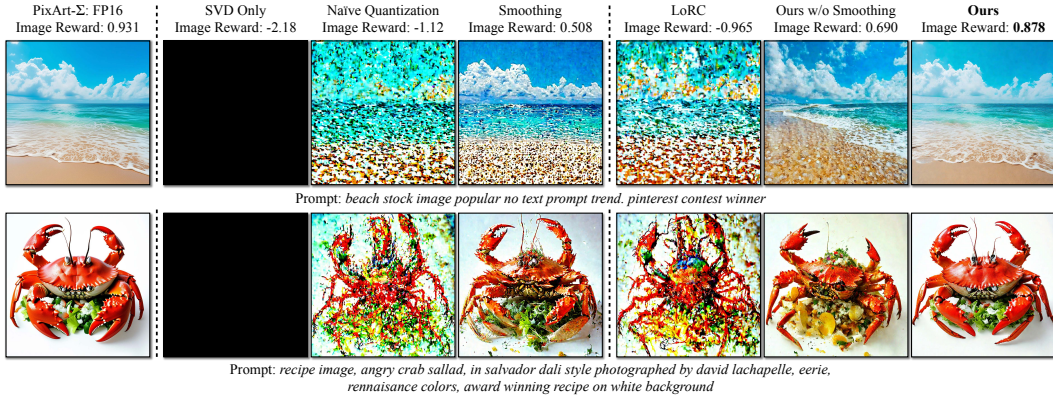 PixArt-Σ: FP16
Image Reward: 0.931
SVD Only
Image Reward: -2.18
Naïve Quantization
Image Reward: -1.12
Smoothing
Image Reward: 0.508
LoRC
Image Reward: -0.965
Ours w/o Smoothing
Image Reward: 0.690
Ours
Image Reward: 0.878
Prompt: beach stock image popular no text prompt trend. pinterest contest winner
Prompt: recipe image, angry crab sallad, in salvador dali style photographed by david lachapelle, eerie,
rennaisance colors, award winning recipe on white background